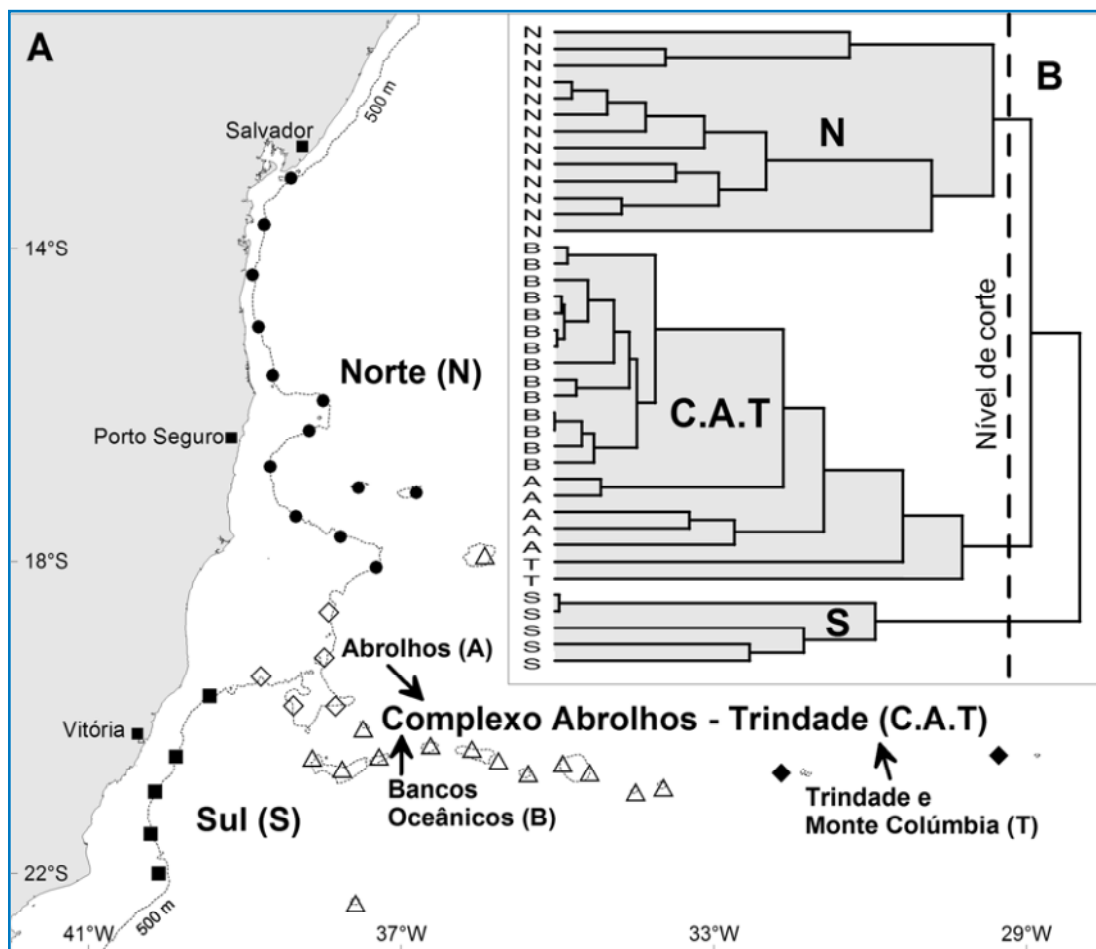 A
500 m
Salvador
14°S
Norte (N)
Porto Seguro
18°S
Abrolhos (A)
Complexo Abrolhos - Trindade (C.A.T)
Vitória
Bancos
Oceânicos (B)
Trindade e
Monte Colúmbia (T)
Sul (S)
22°S
500 m
41°W
37°W
33°W
29°W
B
N
N
N
N
N
N
N
N
N
N
N
N
N
B
B
B
B
B
B
B
B
B
B
B
B
B
B
A
A
A
A
A
T
T
S
S
S
S
S
N
C.A.T
S
Nível de corte